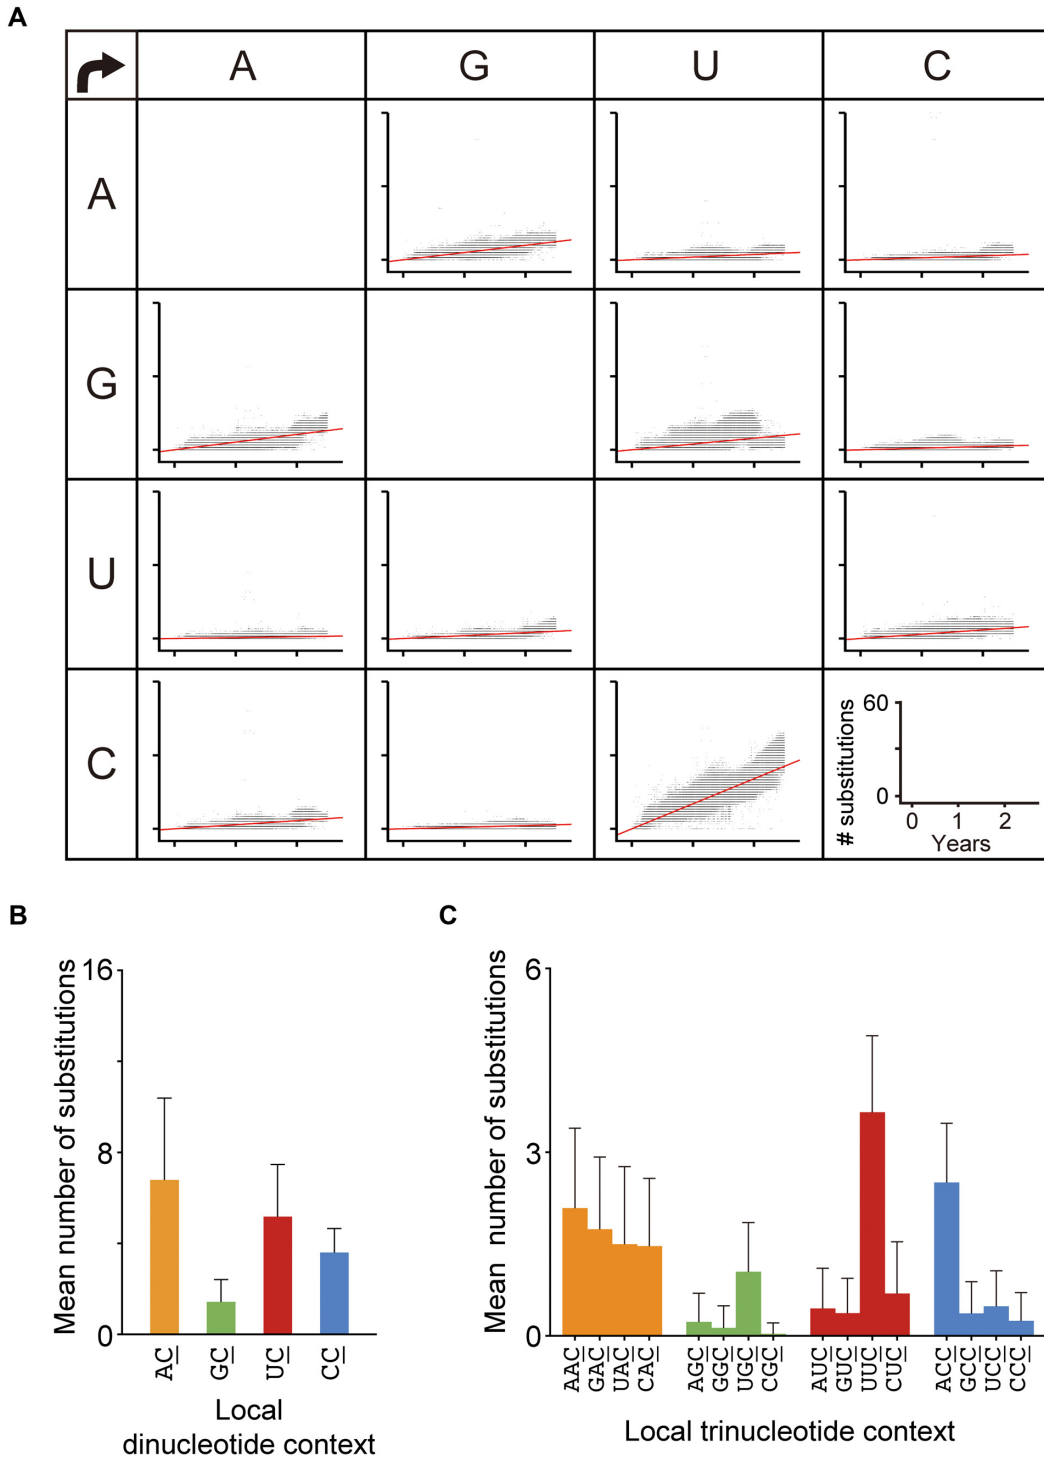 A
A G U C
A
G
U
C
# substitutions
60
0
0 1 2
Years
B
Mean number of substitutions
16
8
0
AC GC UC CC
Local
dinucleotide context
C
Mean number of substitutions
6
3
0
AAC GAC UAC CAC AGC GGC UGC CGC AUC GUC UUC CUC ACC GCC UCC CCC
Local trinucleotide context